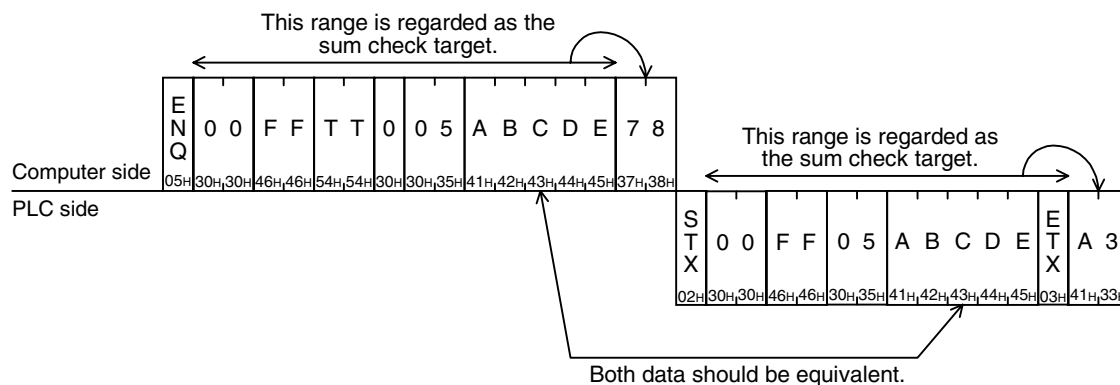 This range is regarded as the
sum check target.
ENQ 0 0 F F T T 0 0 5 A B C D E 7 8
05H 30H 30H 46H 46H 54H 54H 30H 30H 35H 41H 42H 43H 44H 45H 37H 38H
Computer side
PLC side
This range is regarded as
the sum check target.
STX 0 0 F F 0 5 A B C D E ETX A 3
02H 30H 30H 46H 46H 30H 35H 41H 42H 43H 44H 45H 03H 41H 33H
Both data should be equivalent.